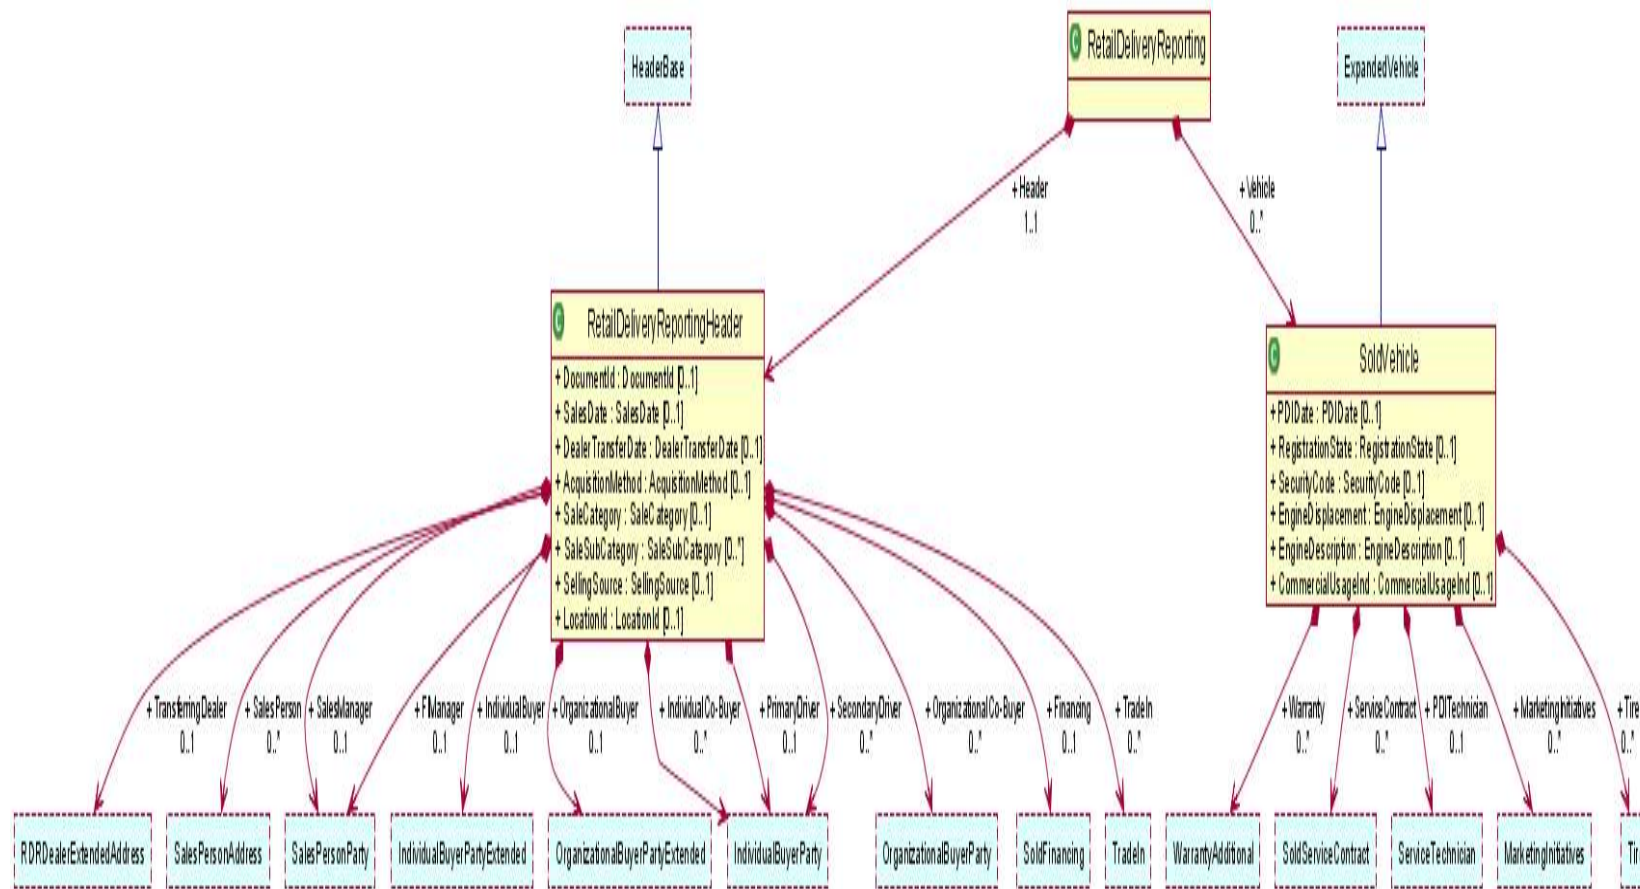 RetailDeliveryReporting
HeaderBase
ExpandedVehicle
+ Header
1..1
+ Vehicle
0..*
RetailDeliveryReportingHeader
+ DocumentId : DocumentId [0..1]
+ SalesDate : SalesDate [0..1]
+ DealerTransferDate : DealerTransferDate [0..1]
+ AcquisitionMethod : AcquisitionMethod [0..1]
+ SaleCategory : SaleCategory [0..1]
+ SaleSubCategory : SaleSubCategory [0..*]
+ SellingSource : SellingSource [0..1]
+ LocationId : LocationId [0..1]
SoldVehicle
+ PDIDate : PDIDate [0..1]
+ RegistrationState : RegistrationState [0..1]
+ SecurityCode : SecurityCode [0..1]
+ EngineDisplacement : EngineDisplacement [0..1]
+ EngineDescription : EngineDescription [0..1]
+ CommercialUsageInd : CommercialUsageInd [0..1]
+ TransferringDealer
0..1
+ SalesPerson
0..*
+ SalesManager
0..1
+ FIManager
0..1
+ IndividualBuyer
0..1
+ OrganizationalBuyer
0..1
+ IndividualCo-Buyer
0..*
+ PrimaryDriver
0..1
+ SecondaryDriver
0..*
+ OrganizationalCo-Buyer
0..*
+ Financing
0..1
+ TradeIn
0..*
+ Warranty
0..*
+ ServiceContract
0..*
+ PDITechnician
0..1
+ MarketingInitiatives
0..*
+ Tire
0..*
RDRDealerExtendedAddress
SalesPersonAddress
SalesPersonParty
IndividualBuyerPartyExtended
OrganizationalBuyerPartyExtended
IndividualBuyerParty
OrganizationalBuyerParty
SoldFinancing
TradeIn
WarrantyAdditional
SoldServiceContract
ServiceTechnician
MarketingInitiatives